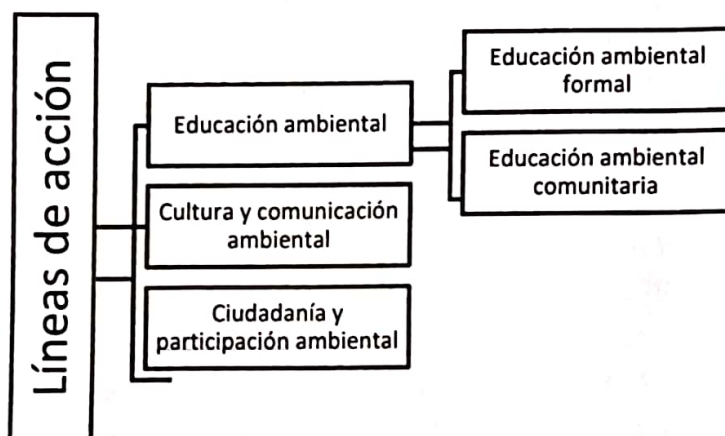 Líneas de acción
Educación ambiental
Cultura y comunicación
ambiental
Ciudadanía y
participación ambiental
Educación ambiental
formal
Educación ambiental
comunitaria